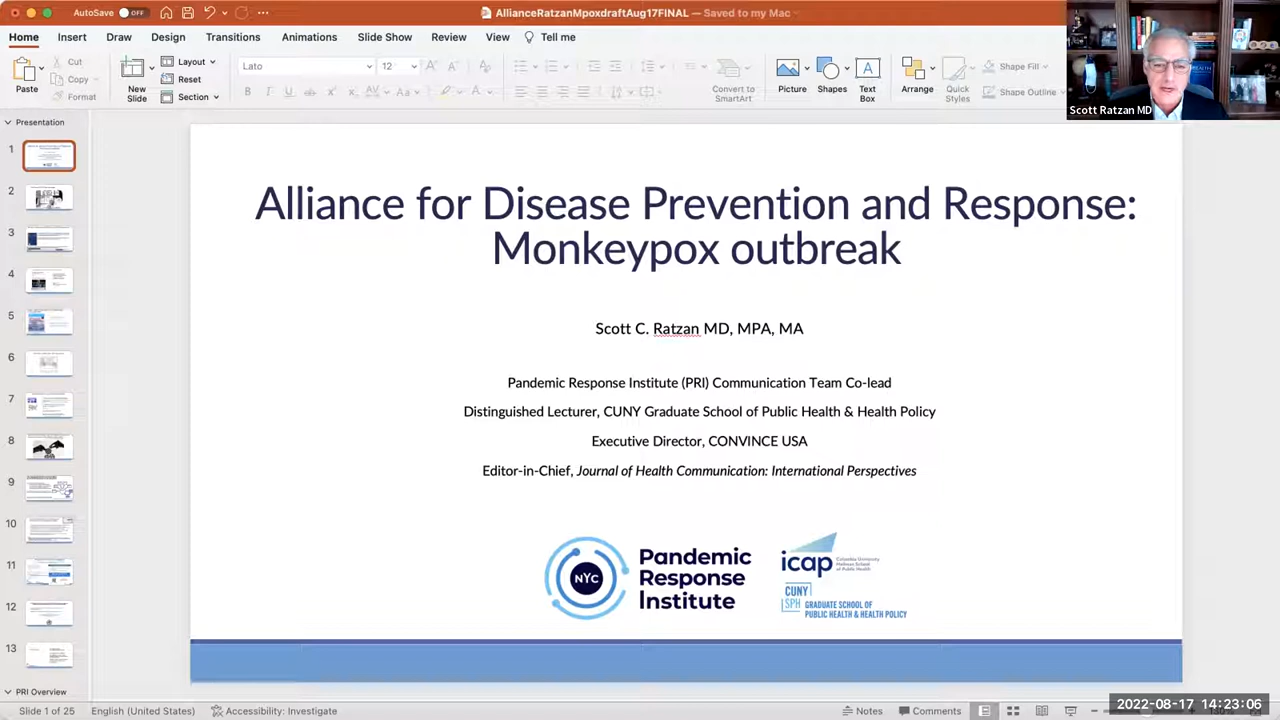 AutoSave OFF
AllianceRatzanMpoxdraftAug17FINAL — Saved to my Mac
Home Insert Draw Design Transitions Animations Slide Show Review View Tell me
Paste
Cut
Copy
Format
New Slide
Layout
Reset
Section
Lato
12
Convert to SmartArt
Picture
Shapes
Text Box
Arrange
Quick Styles
Shape Fill
Shape Outline
Scott Ratzan MD
Presentation
1
2
3
4
5
6
7
8
9
10
11
12
13
PRI Overview
Alliance for Disease Prevention and Response:
Monkeypox outbreak
Scott C. Ratzan MD, MPA, MA
Pandemic Response Institute (PRI) Communication Team Co-lead
Distinguished Lecturer, CUNY Graduate School of Public Health & Health Policy
Executive Director, CONVINCE USA
Editor-in-Chief, Journal of Health Communication: International Perspectives
NYC
Pandemic
Response
Institute
icap
Columbia University
Mailman School
of Public Health
CUNY
SPH
GRADUATE SCHOOL OF
PUBLIC HEALTH & HEALTH POLICY
Slide 1 of 25 English (United States) Accessibility: Investigate
Notes Comments
2022-08-17 14:23:06